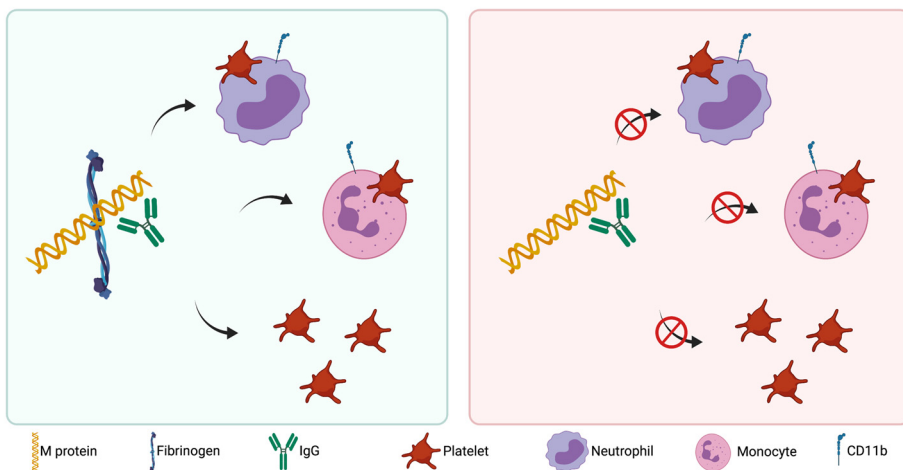 M protein
Fibrinogen
IgG
Platelet
Neutrophil
Monocyte
CD11b